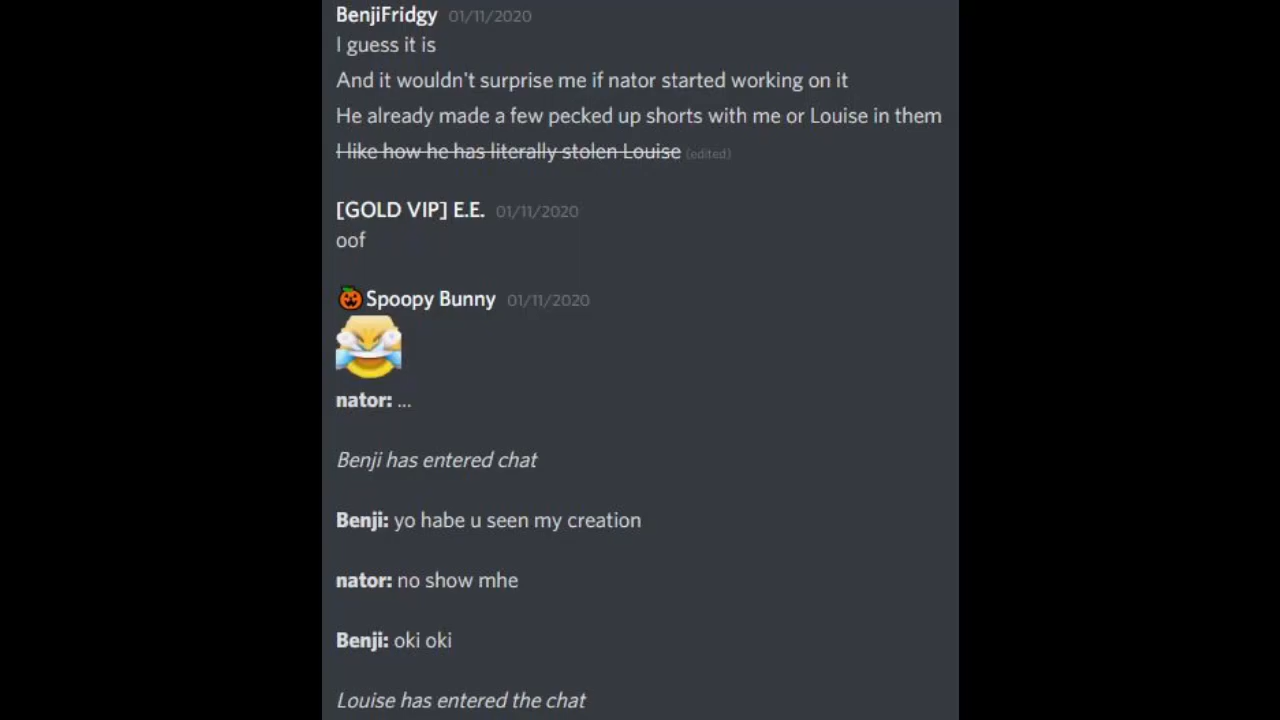 BenjiFridgy 01/11/2020
I guess it is
And it wouldn't surprise me if nator started working on it
He already made a few pecked up shorts with me or Louise in them
I like how he has literally stolen Louise (edited)
[GOLD VIP] E.E. 01/11/2020
oof
🎃Spoopy Bunny 01/11/2020
nator: ...
Benji has entered chat
Benji: yo habe u seen my creation
nator: no show mhe
Benji: oki oki
Louise has entered the chat